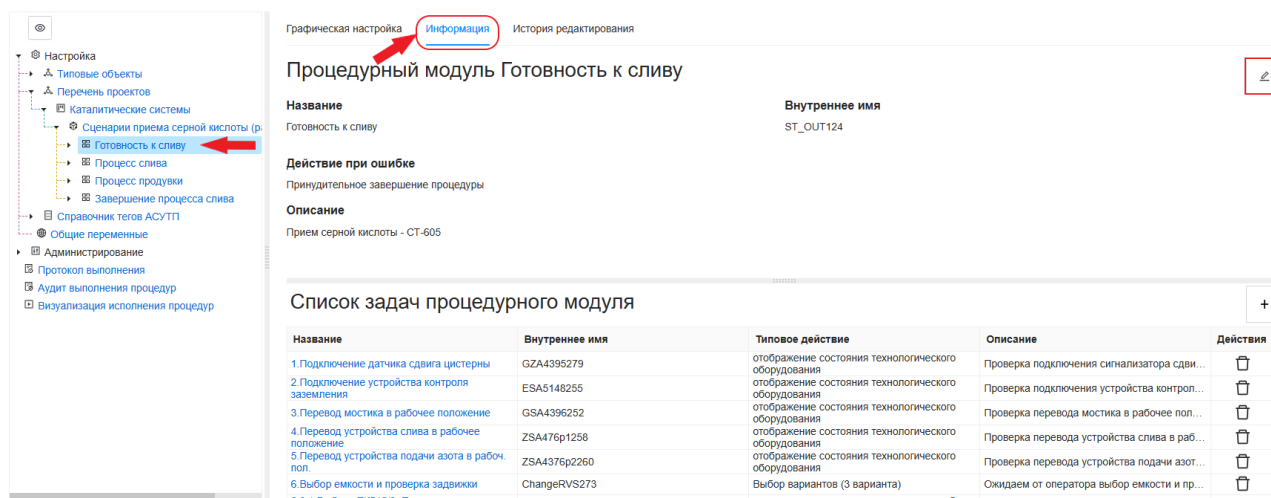 Графическая настройка Информация История редактирования
Настройка
Типовые объекты
Перечень проектов
Каталитические системы
Сценарии приема серной кислоты
Готовность к сливу
Процесс слива
Процесс продувки
Завершение процесса слива
Справочник тегов АСУТП
Общие переменные
Администрирование
Протокол выполнения
Аудит выполнения процедур
Визуализация исполнения процедур
Процедурный модуль Готовность к сливу
Название Внутреннее имя
Готовность к сливу ST_OUT124
Действие при ошибке
Принудительное завершение процедуры
Описание
Прием серной кислоты - СТ-605
Список задач процедурного модуля
+
Название Внутреннее имя Типовое действие Описание Действия
1.Подключение датчика сдвига цистерны GZA4395279 отображение состояния технологического оборудования Проверка подключения сигнализатора сдви...
2.Подключение устройства контроля заземления ESA5148255 отображение состояния технологического оборудования Проверка подключения устройства контрол...
3.Перевод мостика в рабочее положение GSA4396252 отображение состояния технологического оборудования Проверка перевода мостика в рабочее пол...
4.Перевод устройства слива в рабочее положение ZSA476p1258 отображение состояния технологического оборудования Проверка перевода устройства слива в раб...
5.Перевод устройства подачи азота в рабоч. пол. ZSA4376p2260 отображение состояния технологического оборудования Проверка перевода устройства подачи азот...
6.Выбор емкости и проверка задвижки ChangeRVS273 Выбор вариантов (3 варианта) Ожидаем от оператора выбор емкости и пр...